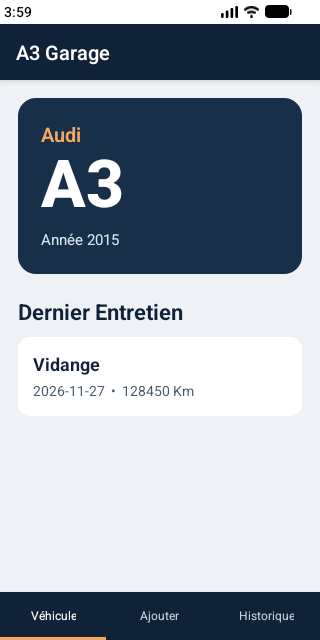 3:59
A3 Garage
Audi
A3
Année 2015
Dernier Entretien
Vidange
2026-11-27 • 128450 Km
Véhicule
Ajouter
Historique